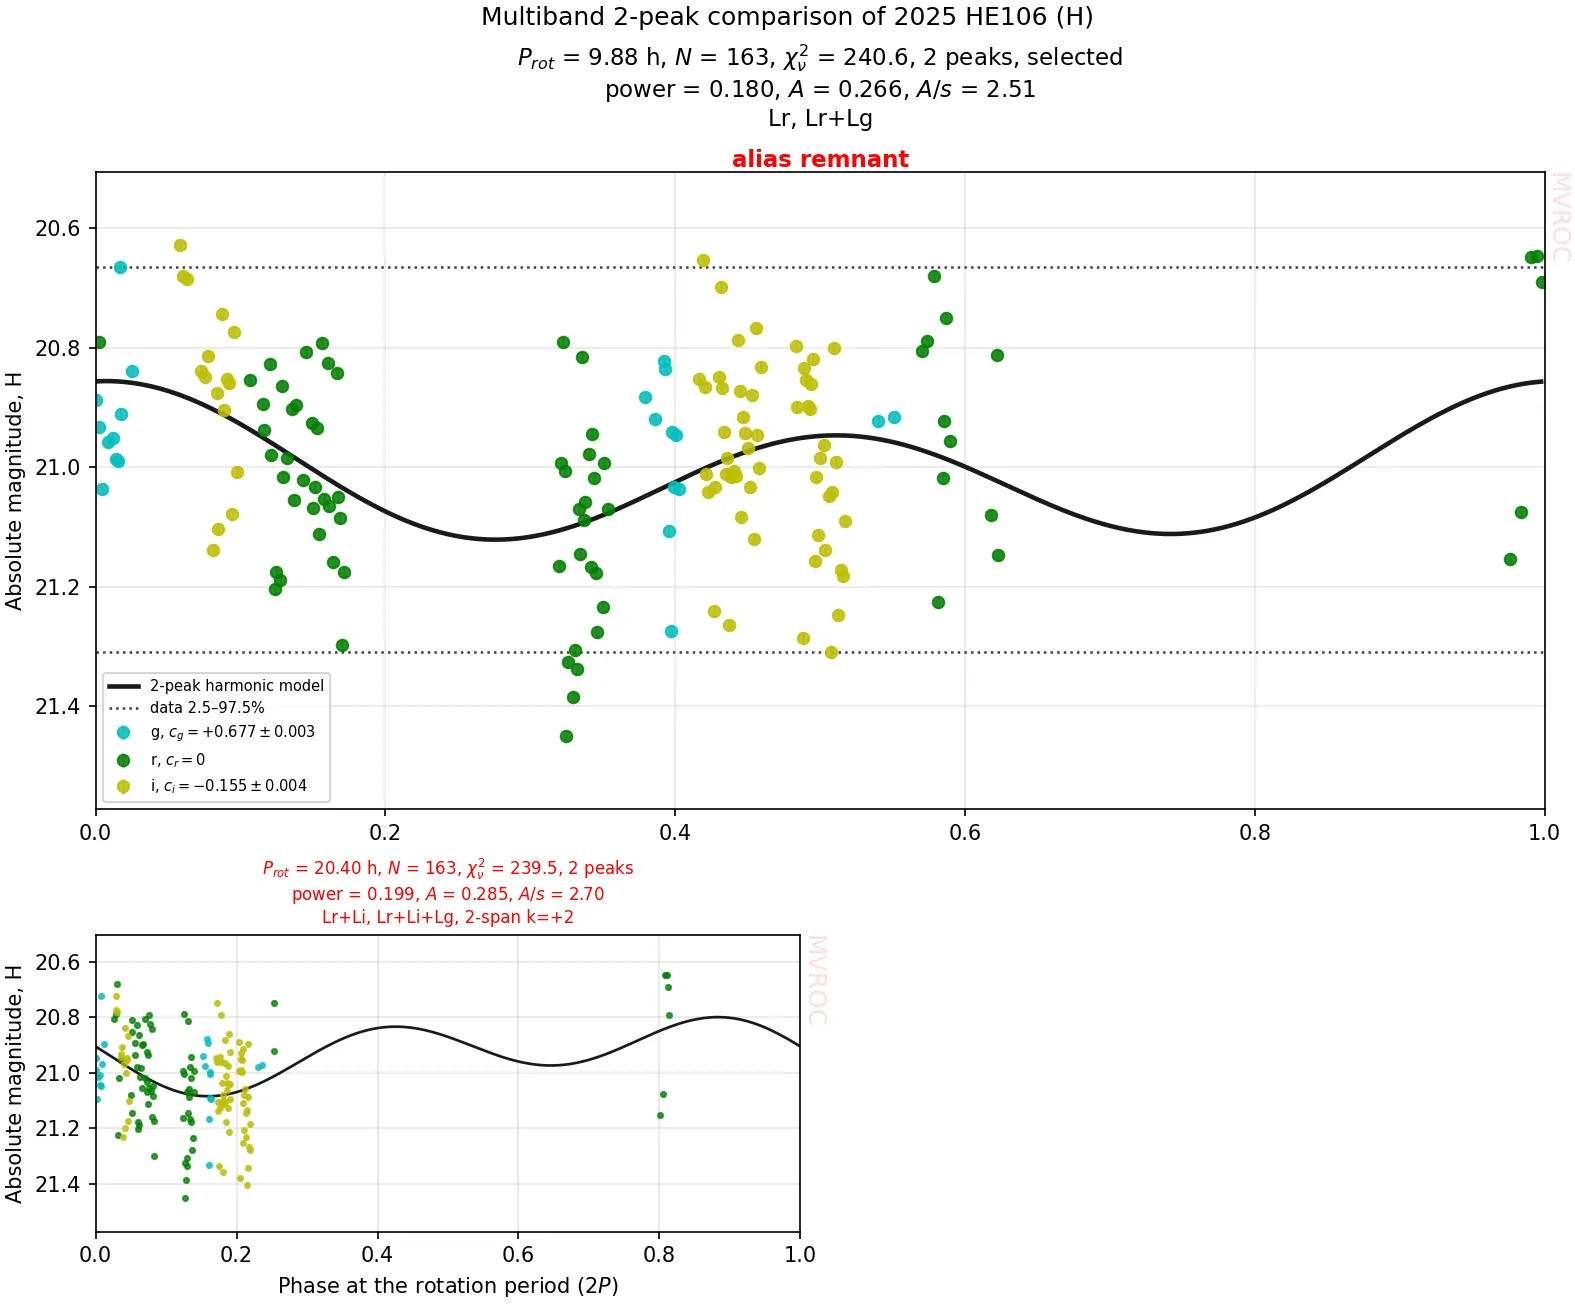 Multiband 2-peak comparison of 2025 HE106 (H)
P_rot = 9.88 h, N = 163, χ²_ν = 240.6, 2 peaks, selected
power = 0.180, A = 0.266, A/s = 2.51
Lr, Lr+Lg
alias remnant
MVROC
Absolute magnitude, H
20.6
20.8
21.0
21.2
21.4
2-peak harmonic model
data 2.5–97.5%
g, c_g = +0.677 ± 0.003
r, c_r = 0
i, c_i = −0.155 ± 0.004
0.0 0.2 0.4 0.6 0.8 1.0
P_rot = 20.40 h, N = 163, χ²_ν = 239.5, 2 peaks
power = 0.199, A = 0.285, A/s = 2.70
Lr+Li, Lr+Li+Lg, 2-span k=+2
MVROC
Absolute magnitude, H
20.6
20.8
21.0
21.2
21.4
0.0 0.2 0.4 0.6 0.8 1.0
Phase at the rotation period (2P)